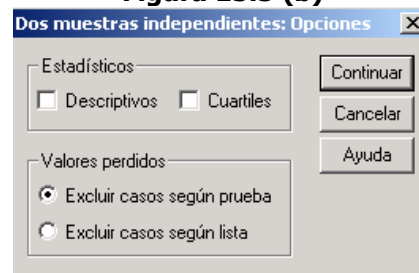 Dos muestras independientes: Opciones
Estadísticos
Descriptivos Cuartiles
Valores perdidos
Excluir casos según prueba
Excluir casos según lista
Continuar
Cancelar
Ayuda